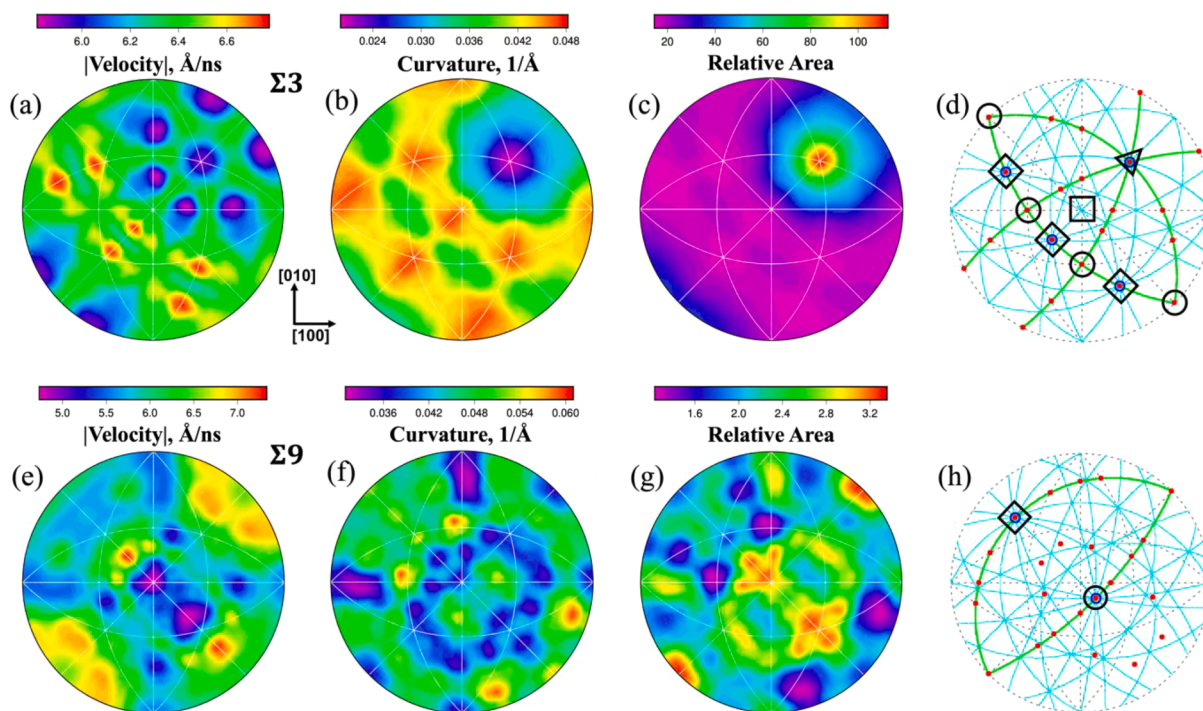 6.0 6.2 6.4 6.6
0.024 0.030 0.036 0.042 0.048
20 40 60 80 100
|Velocity|, Å/ns
Σ3
Curvature, 1/Å
Relative Area
(a)
(b)
(c)
(d)
[010]
[100]
5.0 5.5 6.0 6.5 7.0
0.036 0.042 0.048 0.054 0.060
1.6 2.0 2.4 2.8 3.2
|Velocity|, Å/ns
Σ9
Curvature, 1/Å
Relative Area
(e)
(f)
(g)
(h)